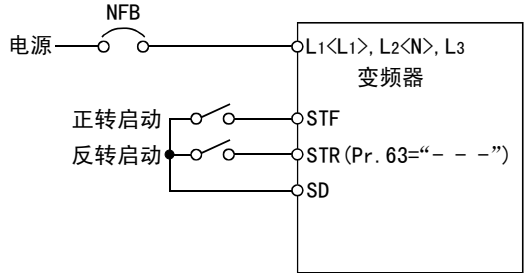 NFB
电源
L1<L1>, L2<N>, L3
变频器
正转启动
STF
反转启动
STR(Pr. 63=“- - -”)
SD